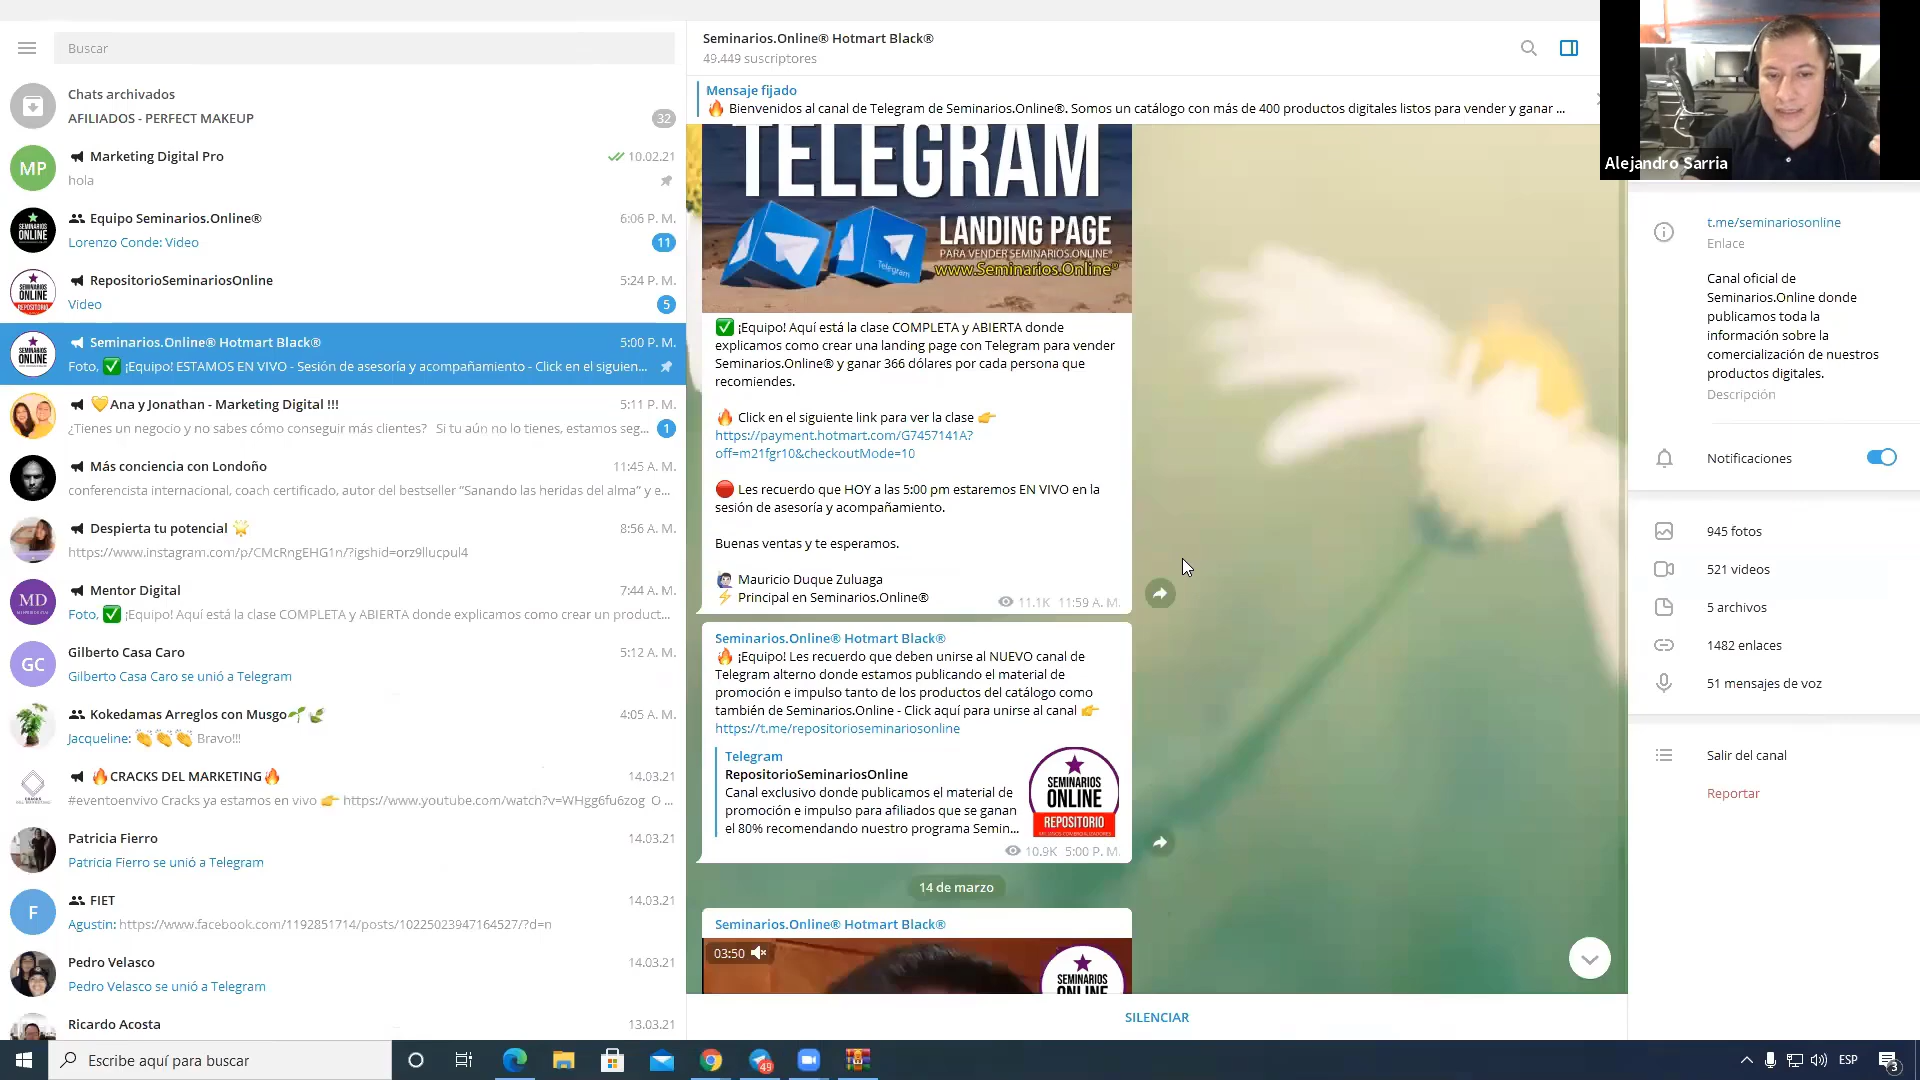 Buscar
Chats archivados
AFILIADOS - PERFECT MAKEUP
32
MP
Marketing Digital Pro
10.02.21
hola
Equipo Seminarios.Online®
6:06 P. M.
Lorenzo Conde: Video
11
RepositorioSeminariosOnline
5:24 P. M.
Video
5
Seminarios.Online® Hotmart Black®
5:00 P. M.
Foto, ✅ ¡Equipo! ESTAMOS EN VIVO - Sesión de asesoría y acompañamiento - Click en el siguien...
💛Ana y Jonathan - Marketing Digital !!!
5:11 P. M.
¿Tienes un negocio y no sabes cómo conseguir más clientes? Si tu aún no lo tienes, estamos seg...
1
Más conciencia con Londoño
11:45 A. M.
conferencista internacional, coach certificado, autor del bestseller "Sanando las heridas del alma" y e...
Despierta tu potencial 🌟
8:56 A. M.
https://www.instagram.com/p/CMcRngEHG1n/?igshid=orz9llucpul4
MD
Mentor Digital
7:44 A. M.
Foto, ✅ ¡Equipo! Aquí está la clase COMPLETA y ABIERTA donde explicamos como crear un product...
GC
Gilberto Casa Caro
5:12 A. M.
Gilberto Casa Caro se unió a Telegram
Kokedamas Arreglos con Musgo🌱🍃
4:05 A. M.
Jacqueline: 👏👏👏 Bravo!!!
🔥CRACKS DEL MARKETING🔥
14.03.21
#eventoenvivo Cracks ya estamos en vivo 👉 https://www.youtube.com/watch?v=WHgg6fu6zog O ...
Patricia Fierro
14.03.21
Patricia Fierro se unió a Telegram
F
FIET
14.03.21
Agustin: https://www.facebook.com/1192851714/posts/10225023947164527/?d=n
Pedro Velasco
14.03.21
Pedro Velasco se unió a Telegram
Ricardo Acosta
13.03.21
Seminarios.Online® Hotmart Black®
49.449 suscriptores
Mensaje fijado
🔥 Bienvenidos al canal de Telegram de Seminarios.Online®. Somos un catálogo con más de 400 productos digitales listos para vender y ganar ...
TELEGRAM
LANDING PAGE
PARA VENDER SEMINARIOS.ONLINE®
www.Seminarios.Online®
Telegram
✅ ¡Equipo! Aquí está la clase COMPLETA y ABIERTA donde
explicamos como crear una landing page con Telegram para vender
Seminarios.Online® y ganar 366 dólares por cada persona que
recomiendes.
🔥 Click en el siguiente link para ver la clase 👉
https://payment.hotmart.com/G7457141A?
off=m21fgr10&checkoutMode=10
🔴 Les recuerdo que HOY a las 5:00 pm estaremos EN VIVO en la
sesión de asesoría y acompañamiento.
Buenas ventas y te esperamos.
🙋🏻‍♂️ Mauricio Duque Zuluaga
⚡ Principal en Seminarios.Online®
11.1K 11:59 A. M.
Seminarios.Online® Hotmart Black®
🔥 ¡Equipo! Les recuerdo que deben unirse al NUEVO canal de
Telegram alterno donde estamos publicando el material de
promoción e impulso tanto de los productos del catálogo como
también de Seminarios.Online - Click aquí para unirse al canal 👉
https://t.me/repositorioseminariosonline
Telegram
RepositorioSeminariosOnline
Canal exclusivo donde publicamos el material de
promoción e impulso para afiliados que se ganan
el 80% recomendando nuestro programa Semin...
SEMINARIOS
ONLINE
REPOSITORIO
10.9K 5:00 P. M.
14 de marzo
Seminarios.Online® Hotmart Black®
03:50
SEMINARIOS
ONLINE
SILENCIAR
Alejandro Sarria
t.me/seminariosonline
Enlace
Canal oficial de
Seminarios.Online donde
publicamos toda la
información sobre la
comercialización de nuestros
productos digitales.
Descripción
Notificaciones
945 fotos
521 videos
5 archivos
1482 enlaces
51 mensajes de voz
Salir del canal
Reportar
Escribe aquí para buscar
49
ESP
3